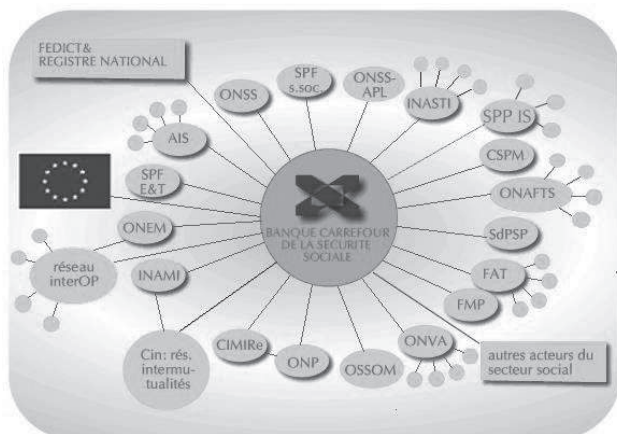 FEDICT &
REGISTRE NATIONAL
ONSS
SPF
s.soc
ONSS-
APL
INASTI
SPP IS
CSPM
ONAFTS
SdPSP
FAT
FMP
autres acteurs du
secteur social
ONVA
OSSOM
ONP
CIMIRe
Cin: rés.
intermu-
tualités
INAMI
réseau
interOP
ONEM
SPF
E&T
AIS
BANQUE CARREFOUR
DE LA SECURITE
SOCIALE